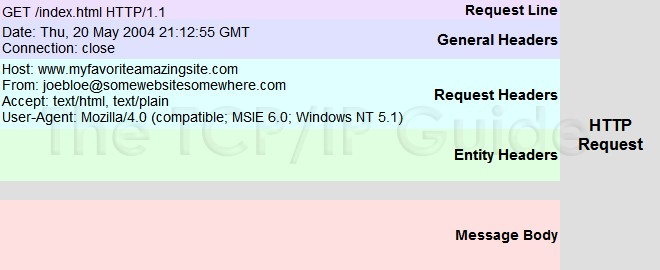 GET /index.html HTTP/1.1
Request Line
Date: Thu, 20 May 2004 21:12:55 GMT
Connection: close
General Headers
Host: www.myfavoriteamazingsite.com
From: joebloe@somewebsitesomewhere.com
Accept: text/html, text/plain
User-Agent: Mozilla/4.0 (compatible; MSIE 6.0; Windows NT 5.1)
Request Headers
The TCP/IP Guide
Entity Headers
Message Body
HTTP
Request